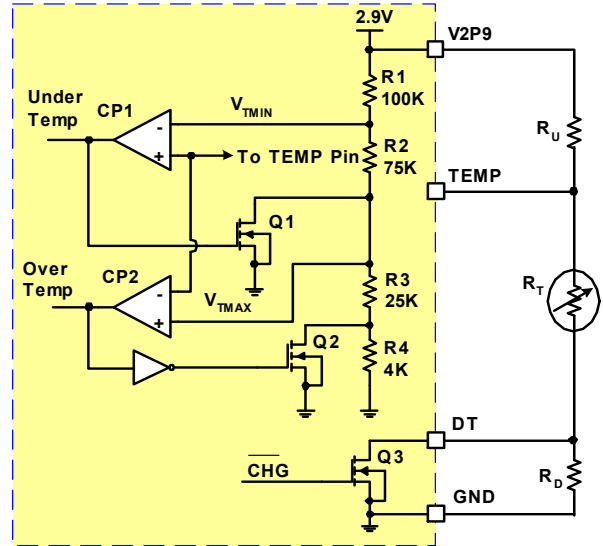 2.9V
V2P9
R1
100K
Under
Temp
CP1
VTMIN
-
+
To TEMP Pin
R2
75K
RU
TEMP
Q1
Over
Temp
CP2
-
+
VTMAX
R3
25K
RT
Q2
R4
4K
DT
CHG
Q3
RD
GND